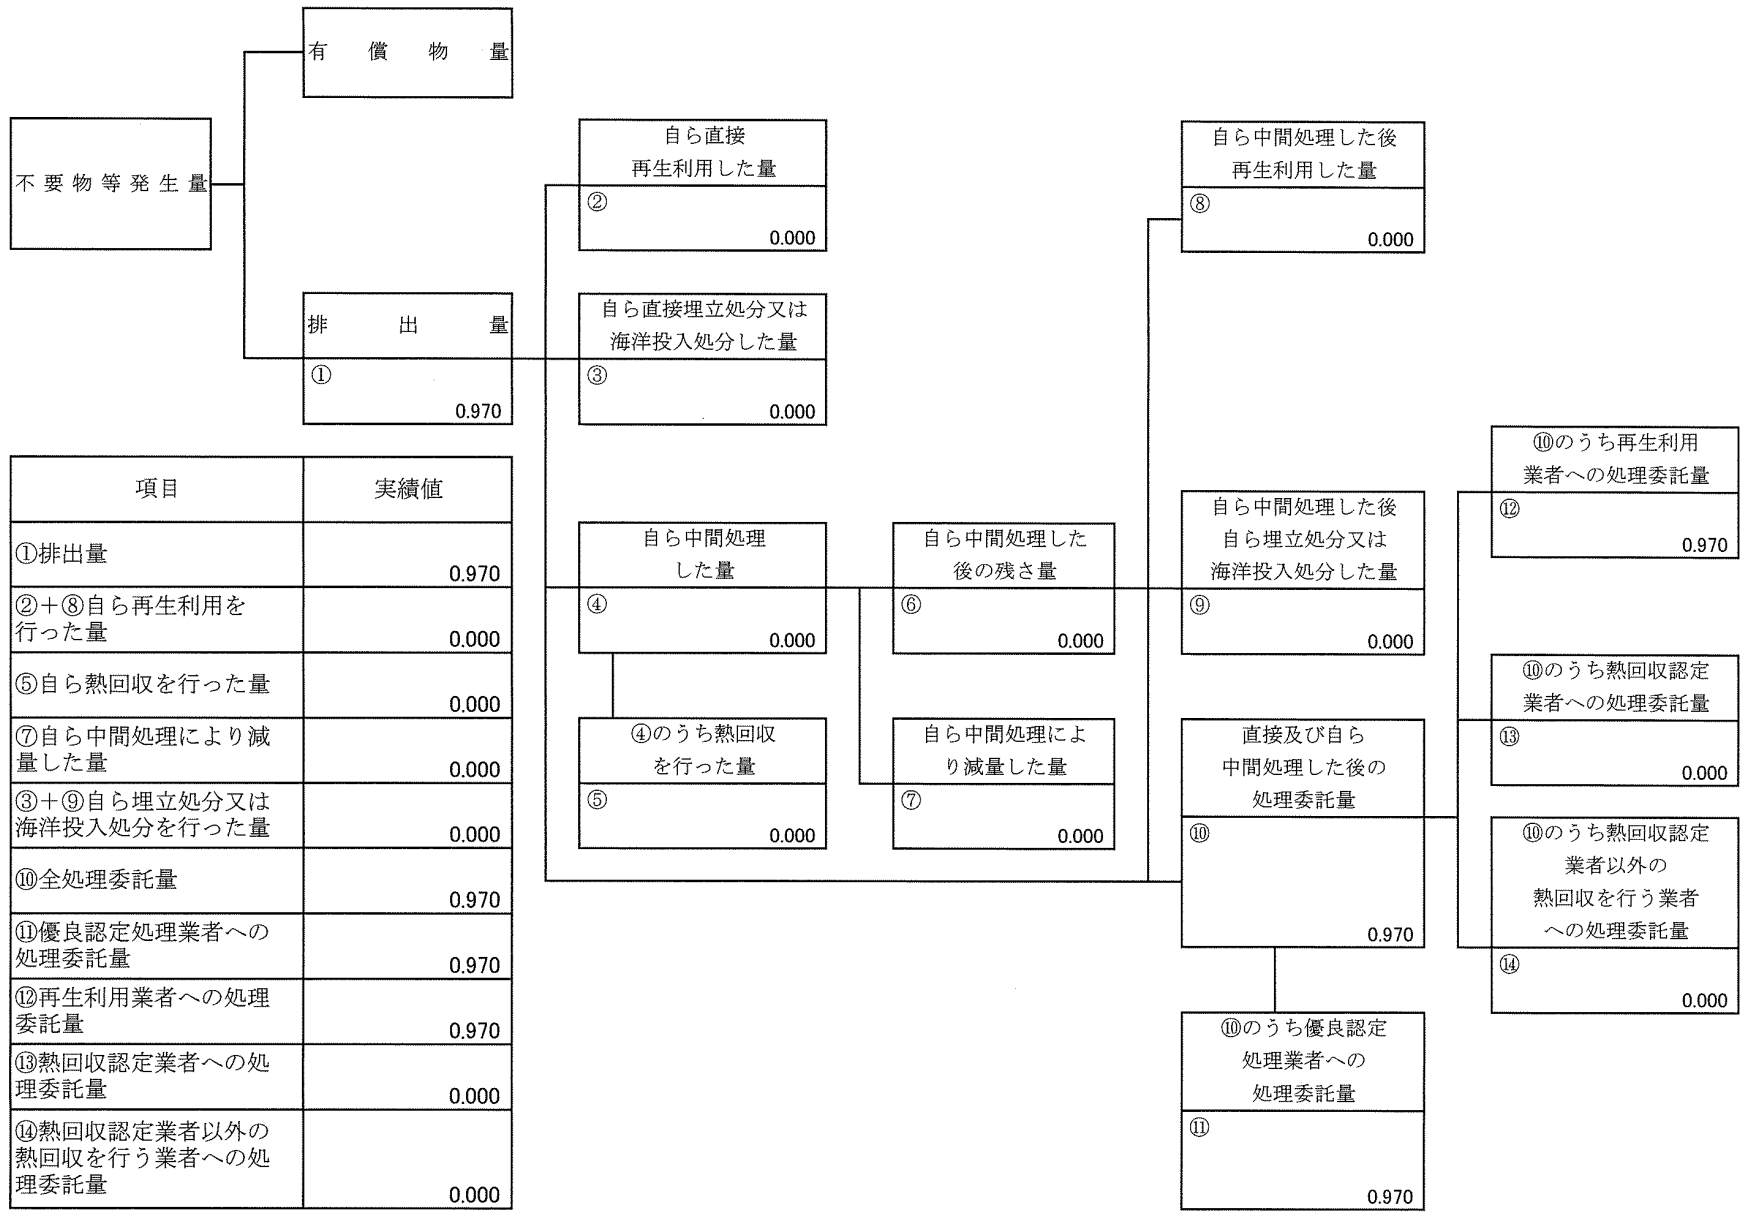 有償物量
不要物等発生量
排出量
①
0.970
自ら直接
再生利用した量
②
0.000
自ら直接埋立処分又は
海洋投入処分した量
③
0.000
自ら中間処理
した量
④
0.000
④のうち熱回収
を行った量
⑤
0.000
自ら中間処理した
後の残さ量
⑥
0.000
自ら中間処理によ
り減量した量
⑦
0.000
自ら中間処理した後
再生利用した量
⑧
0.000
自ら中間処理した後
自ら埋立処分又は
海洋投入処分した量
⑨
0.000
直接及び自ら
中間処理した後の
処理委託量
⑩
0.970
⑩のうち優良認定
処理業者への
処理委託量
⑪
0.970
⑩のうち再生利用
業者への処理委託量
⑫
0.970
⑩のうち熱回収認定
業者への処理委託量
⑬
0.000
⑩のうち熱回収認定
業者以外の
熱回収を行う業者
への処理委託量
⑭
0.000
項目 実績値
①排出量
0.970
②＋⑧自ら再生利用を
行った量
0.000
⑤自ら熱回収を行った量
0.000
⑦自ら中間処理により減
量した量
0.000
③＋⑨自ら埋立処分又は
海洋投入処分を行った量
0.000
⑩全処理委託量
0.970
⑪優良認定処理業者への
処理委託量
0.970
⑫再生利用業者への処理
委託量
0.970
⑬熱回収認定業者への処
理委託量
0.000
⑭熱回収認定業者以外の
熱回収を行う業者への処
理委託量
0.000